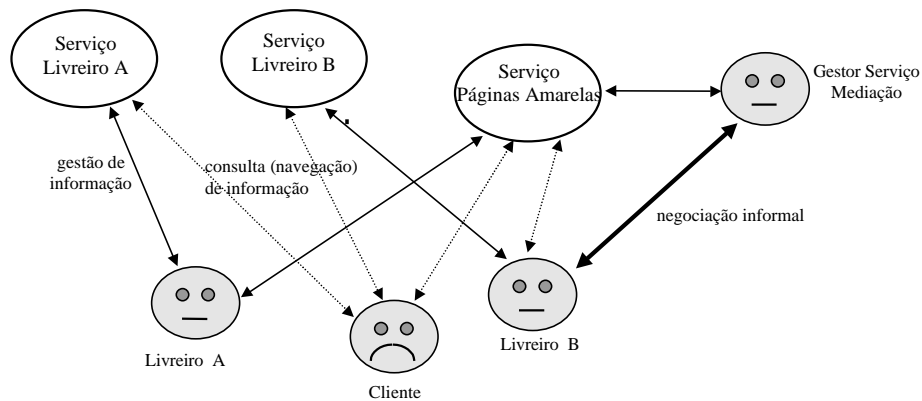 Serviço
Livreiro A
Serviço
Livreiro B
Serviço
Páginas Amarelas
Gestor Serviço
Mediação
gestão de
informação
consulta (navegação)
de informação
negociação informal
Livreiro A
Cliente
Livreiro B